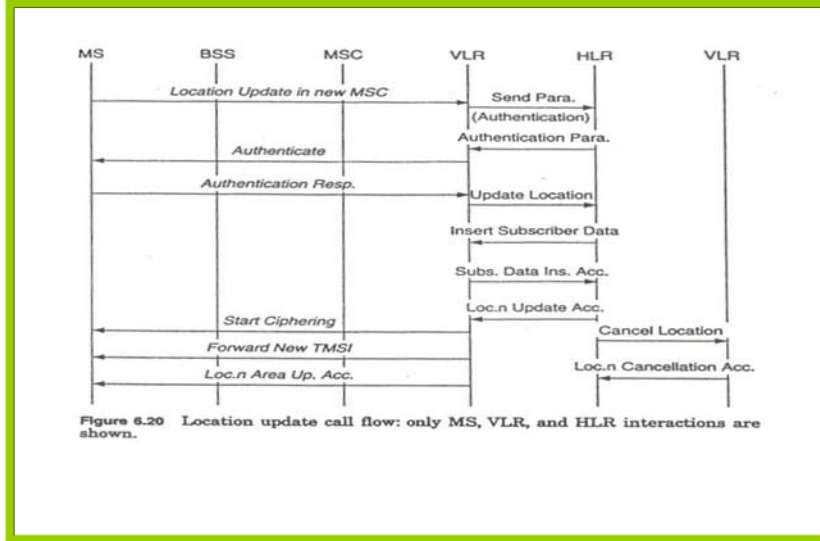 MS BSS MSC VLR HLR VLR
Location Update in new MSC
Send Para.
(Authentication)
Authentication Para.
Authenticate
Authentication Resp.
Update Location
Insert Subscriber Data
Subs. Data Ins. Acc.
Loc.n Update Acc.
Start Ciphering
Cancel Location
Forward New TMSI
Loc.n Cancellation Acc.
Loc.n Area Up. Acc.
Figure 6.20 Location update call flow: only MS, VLR, and HLR interactions are
shown.